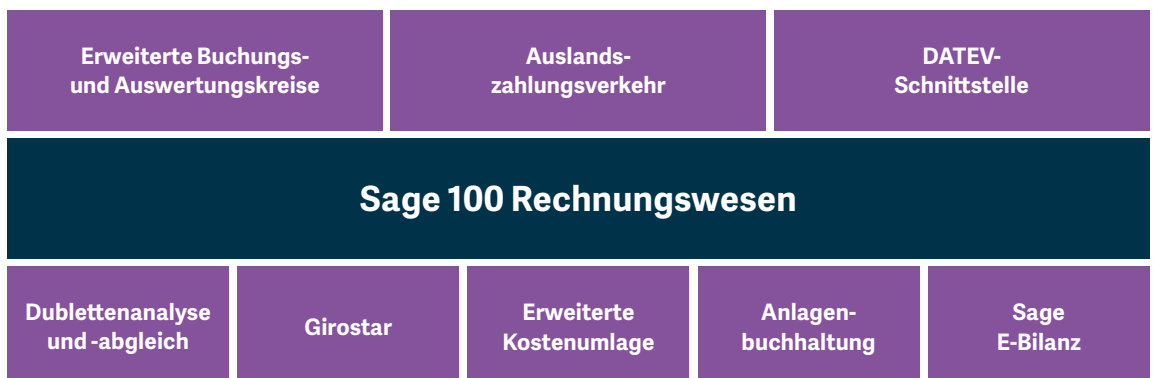 Erweiterte Buchungs-
und Auswertungskreise
Auslands-
zahlungsverkehr
DATEV-
Schnittstelle
Sage 100 Rechnungswesen
Dublettenanalyse
und -abgleich
Girostar
Erweiterte
Kostenumlage
Anlagen-
buchhaltung
Sage
E-Bilanz